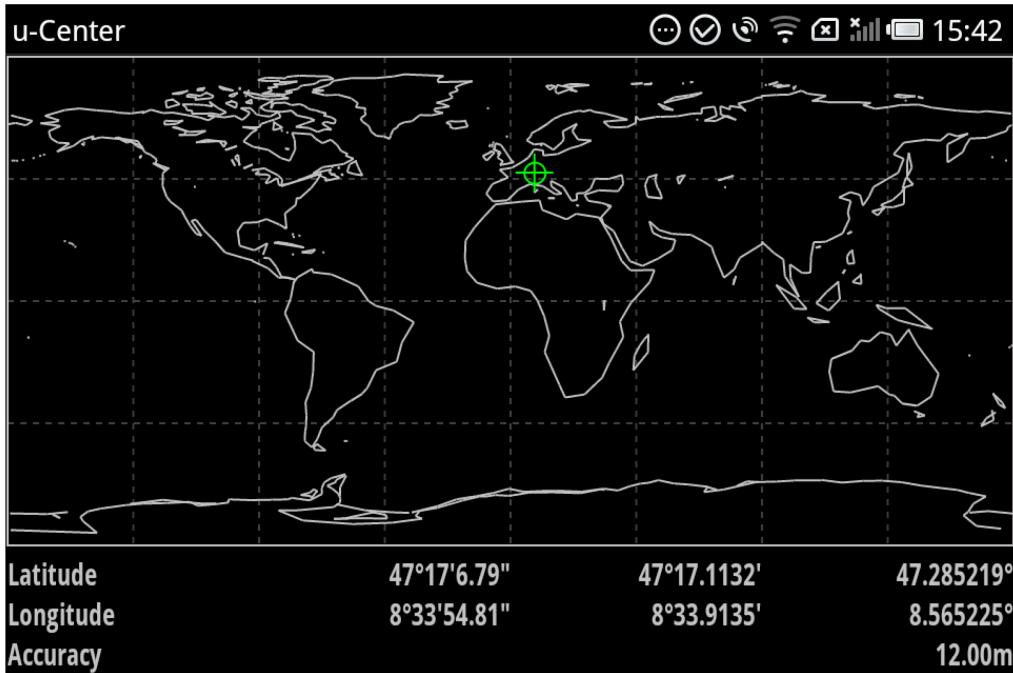 u-Center 15:42
Latitude 47°17'6.79" 47°17.1132' 47.285219°
Longitude 8°33'54.81" 8°33.9135' 8.565225°
Accuracy 12.00m